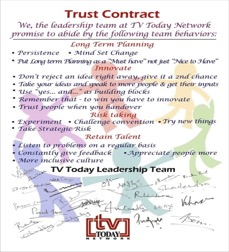 Trust Contract
We, the leadership team at TV Today Network
promise to abide by the following team behaviors:
Long Term Planning
• Persistence • Mind Set Change
• Put Long term Planning as a "Must have" not just "Nice to Have"
Innovate
• Don't reject an idea right away, give it a 2nd chance
• Take your ideas and speak to more people & get their inputs
• Use "yes... and..." as building blocks
• Remember that - to win you have to innovate
• Trust people when you handover
Risk taking
• Experiment • Challenge convention • Try new things
• Take Strategic Risk
Retain Talent
• Listen to problems on a regular basis
• Constantly give feedback • Appreciate people more
• More inclusive culture
TV Today Leadership Team
tv
TODAY
NETWORK